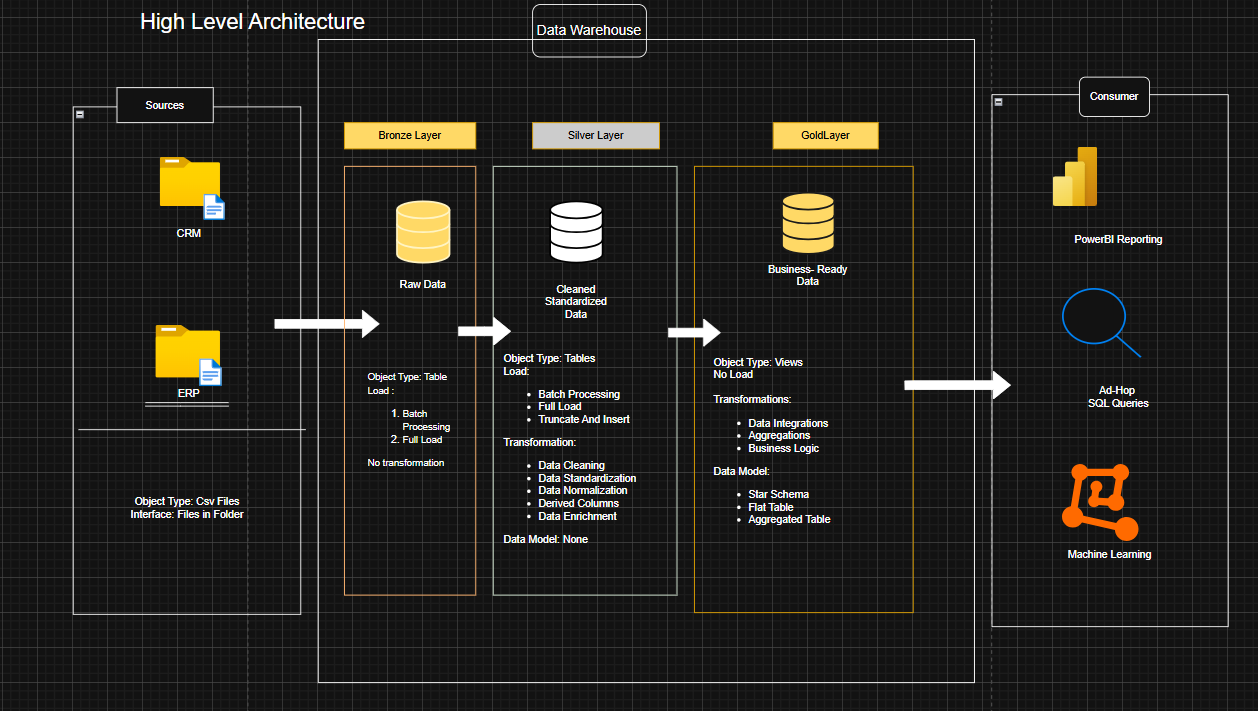 High Level Architecture
Data Warehouse
Sources
CRM
ERP
Object Type: Csv Files
Interface: Files in Folder
Bronze Layer
Raw Data
Object Type: Table
Load :
1. Batch
Processing
2. Full Load
No transformation
Silver Layer
Cleaned
Standardized
Data
Object Type: Tables
Load:
• Batch Processing
• Full Load
• Truncate And Insert
Transformation:
• Data Cleaning
• Data Standardization
• Data Normalization
• Derived Columns
• Data Enrichment
Data Model: None
GoldLayer
Business- Ready
Data
Object Type: Views
No Load
Transformations:
• Data Integrations
• Aggregations
• Business Logic
Data Model:
• Star Schema
• Flat Table
• Aggregated Table
Consumer
PowerBI Reporting
Ad-Hop
SQL Queries
Machine Learning